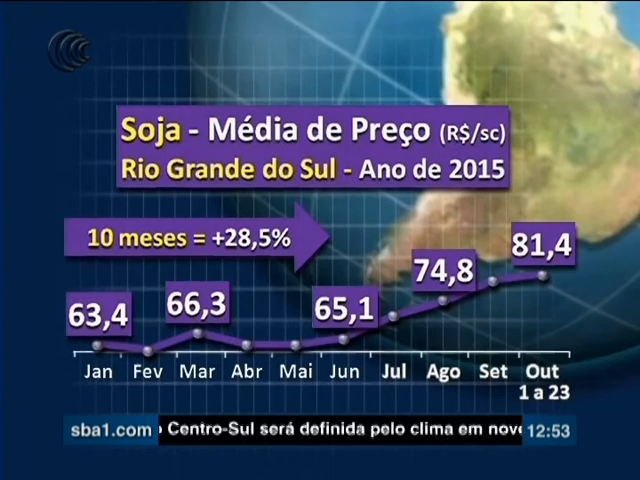 Soja - Média de Preço (R$/sc)
Rio Grande do Sul - Ano de 2015
10 meses = +28,5%
81,4
74,8
66,3
65,1
63,4
Jan Fev Mar Abr Mai Jun Jul Ago Set Out
1 a 23
sba1.com Centro-Sul será definida pelo clima em nove 12:53